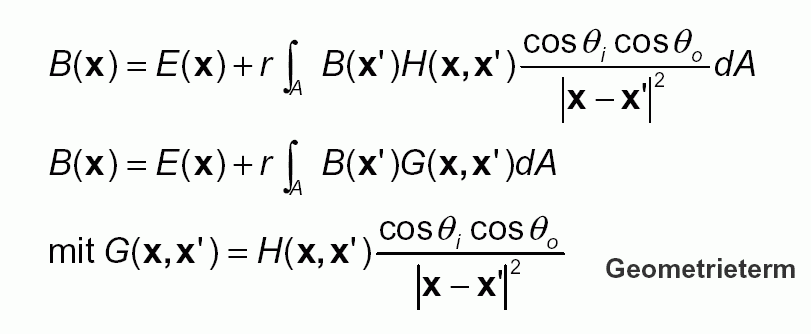 B(x) = E(x) + r ∫_A B(x')H(x,x') (cos θ_i cos θ_o / |x − x'|²) dA
B(x) = E(x) + r ∫_A B(x')G(x,x')dA
mit G(x,x') = H(x,x') (cos θ_i cos θ_o / |x − x'|²) Geometrieterm